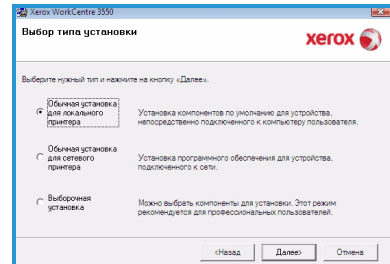 Xerox WorkCentre 3550
Выбор типа установки
xerox
Выберите нужный тип и нажмите на кнопку «Далее».
Обычная установка
для локального
принтера
Установка компонентов по умолчанию для устройства,
непосредственно подключенного к компьютеру пользователя.
Обычная установка
для сетевого
принтера
Установка программного обеспечения для устройства,
подключенного к сети.
Выборочная
установка
Можно выбрать компоненты для установки. Этот режим
рекомендуется для профессиональных пользователей.
<Назад
Далее>
Отмена